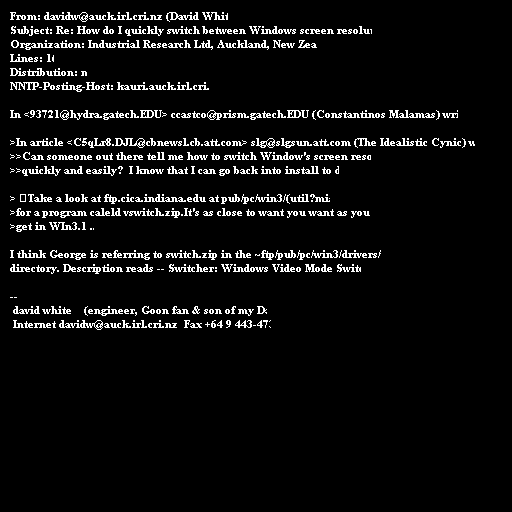 From: davidw@auck.irl.cri.nz (David Whit
Subject: Re: How do I quickly switch between Windows screen resolu
Organization: Industrial Research Ltd, Auckland, New Zea
Lines: 1
Distribution: n
NNTP-Posting-Host: kauri.auck.irl.cri.
In <93721@hydra.gatech.EDU> ccastco@prism.gatech.EDU (Constantinos Malamas) wri
>In article <C5qLr8.DJL@cbnewsl.cb.att.com> slg@slgsun.att.com (The Idealistic Cynic) w
>>Can someone out there tell me how to switch Window's screen reso
>>quickly and easily?  I know that I can go back into install to d
> Take a look at ftp.cica.indiana.edu at pub/pc/win3/(util?mi
>for a program caleld vswitch.zip.It's as close to want you want as you
>get in WIn3.1 ..
I think George is referring to switch.zip in the ~ftp/pub/pc/win3/drivers/
directory. Description reads -- Switcher: Windows Video Mode Switc
--
david white    (engineer, Goon fan & son of my D
Internet davidw@auck.irl.cri.nz  Fax +64 9 443-47